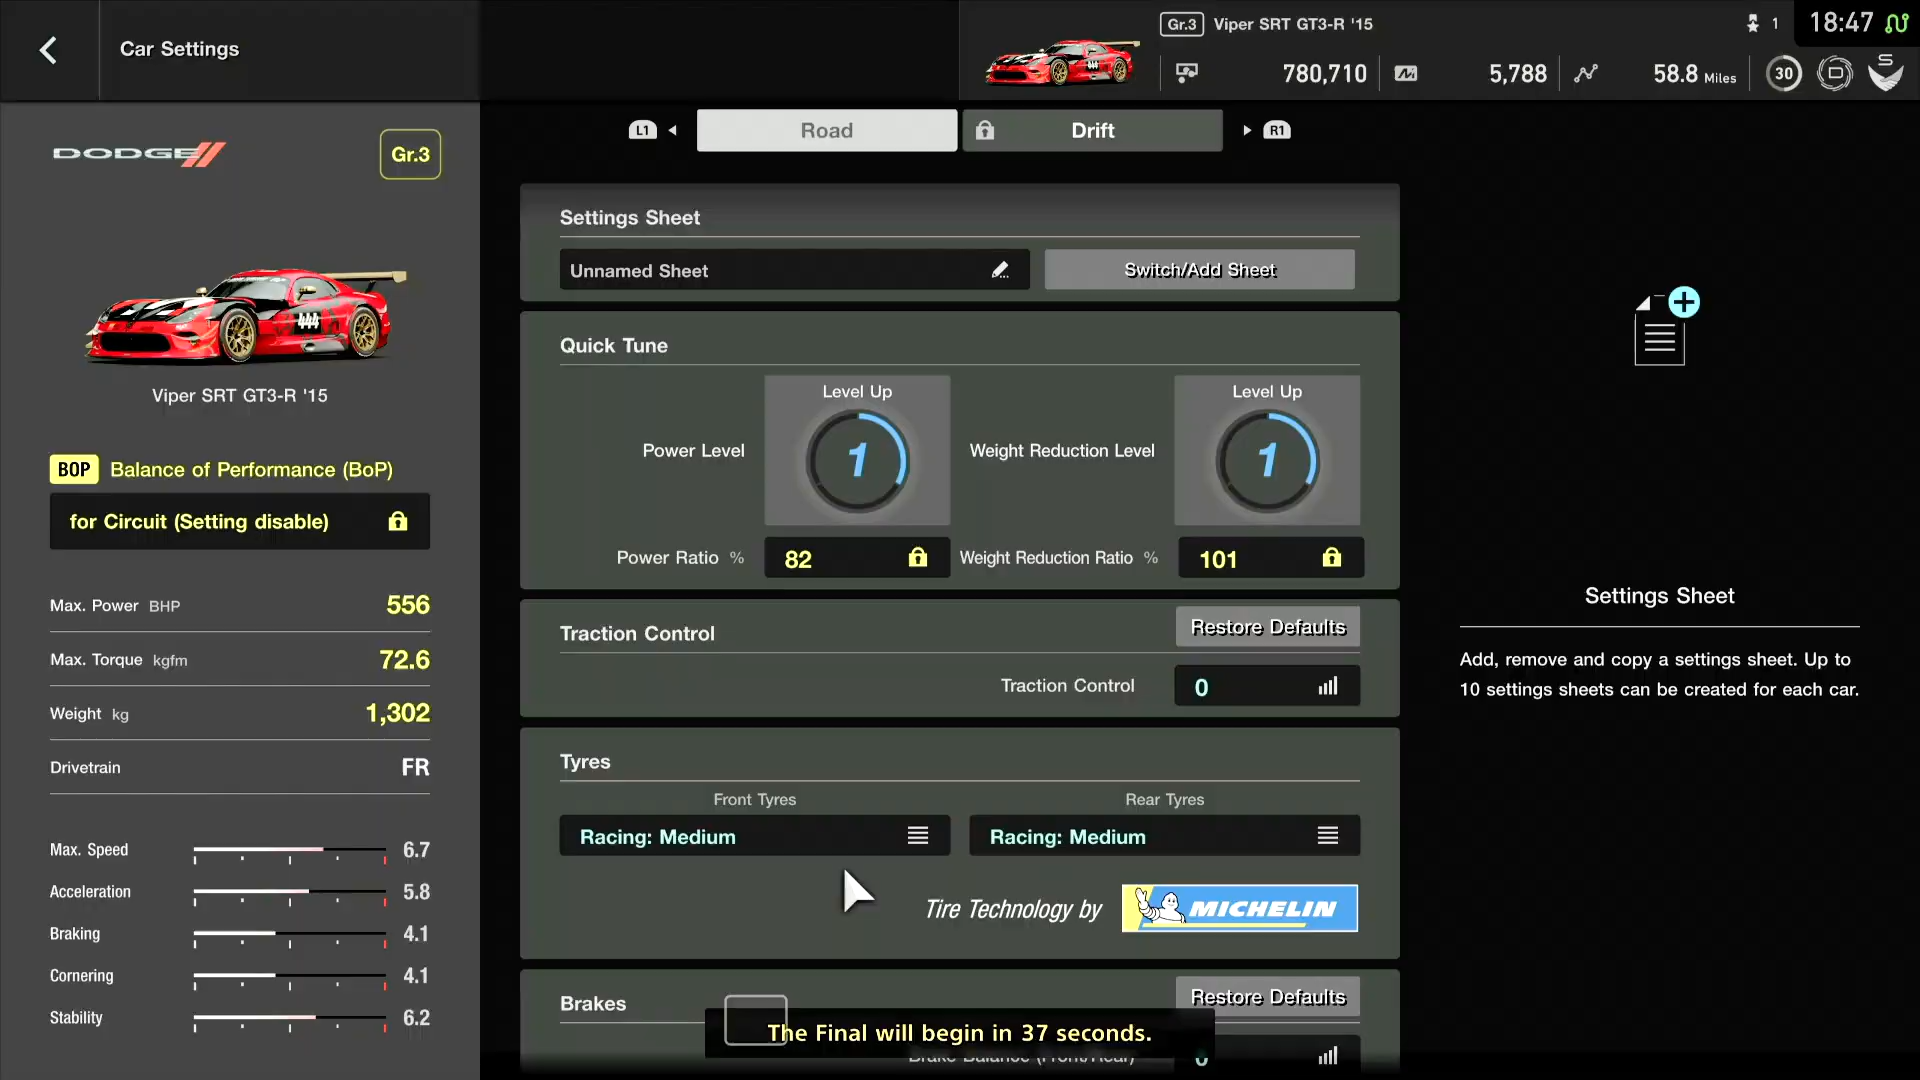 Car Settings
Gr.3 Viper SRT GT3-R '15
1
18:47
780,710
5,788
58.8 Miles
30
S
DODGE
Gr.3
444
Viper SRT GT3-R '15
BOP Balance of Performance (BoP)
for Circuit (Setting disable)
Max. Power BHP 556
Max. Torque kgfm 72.6
Weight kg 1,302
Drivetrain FR
Max. Speed 6.7
Acceleration 5.8
Braking 4.1
Cornering 4.1
Stability 6.2
L1 Road Drift R1
Settings Sheet
Unnamed Sheet Switch/Add Sheet
Quick Tune
Level Up Level Up
Power Level 1 Weight Reduction Level 1
Power Ratio % 82 Weight Reduction Ratio % 101
Traction Control Restore Defaults
Traction Control 0
Tyres
Front Tyres Rear Tyres
Racing: Medium Racing: Medium
Tire Technology by MICHELIN
Brakes Restore Defaults
The Final will begin in 37 seconds.
Brake Balance (Front/Rear) 0
Settings Sheet
Add, remove and copy a settings sheet. Up to
10 settings sheets can be created for each car.